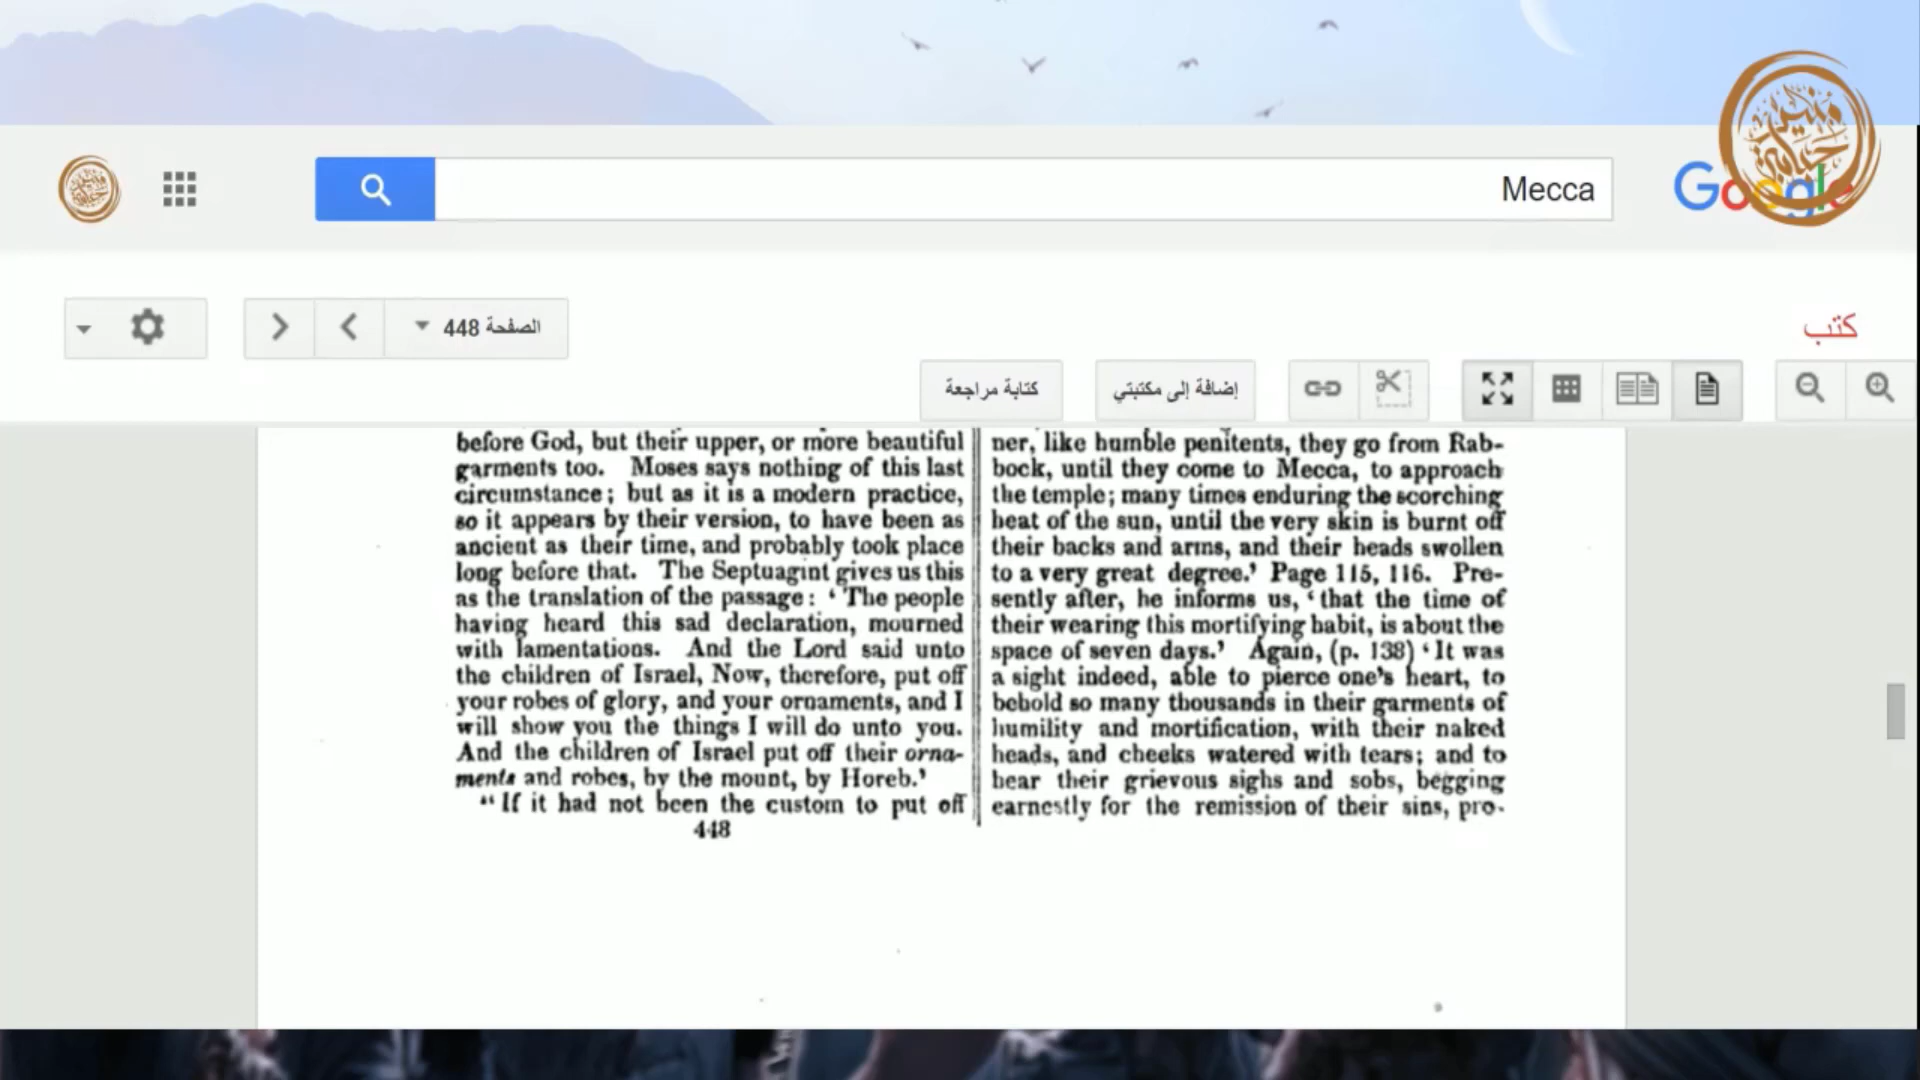 Mecca
Google
كتب
الصفحة 448
كتابة مراجعة
إضافة إلى مكتبتي
before God, but their upper, or more beautiful
garments too. Moses says nothing of this last
circumstance; but as it is a modern practice,
so it appears by their version, to have been as
ancient as their time, and probably took place
long before that. The Septuagint gives us this
as the translation of the passage: ‘The people
having heard this sad declaration, mourned
with lamentations. And the Lord said unto
the children of Israel, Now, therefore, put off
your robes of glory, and your ornaments, and I
will show you the things I will do unto you.
And the children of Israel put off their orna-
ments and robes, by the mount, by Horeb.’
“If it had not been the custom to put off
448
ner, like humble penitents, they go from Rab-
bock, until they come to Mecca, to approach
the temple; many times enduring the scorching
heat of the sun, until the very skin is burnt off
their backs and arms, and their heads swollen
to a very great degree.’ Page 115, 116. Pre-
sently after, he informs us, ‘that the time of
their wearing this mortifying habit, is about the
space of seven days.’ Again, (p. 138) ‘It was
a sight indeed, able to pierce one's heart, to
behold so many thousands in their garments of
humility and mortification, with their naked
heads, and cheeks watered with tears; and to
hear their grievous sighs and sobs, begging
earnestly for the remission of their sins, pro-